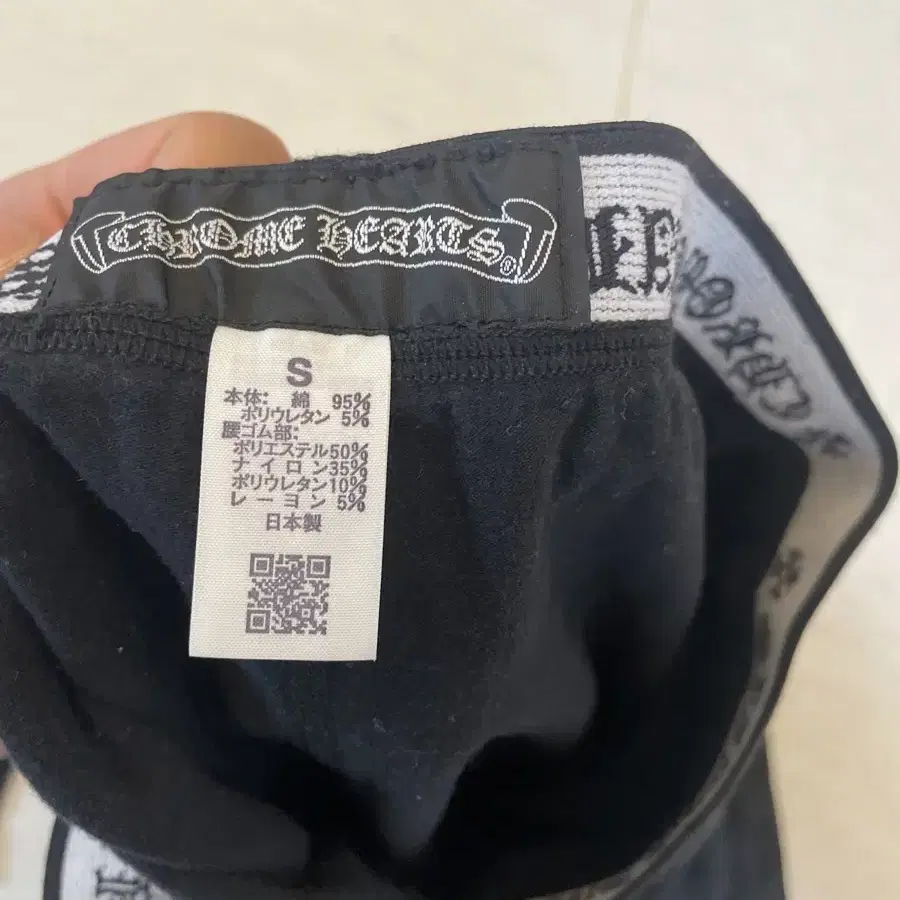 CHROME HEARTS®
S
本体: 綿 95%
ポリウレタン 5%
腰ゴム部:
ポリエステル50%
ナイロン35%
ポリウレタン10%
レーヨン 5%
日本製